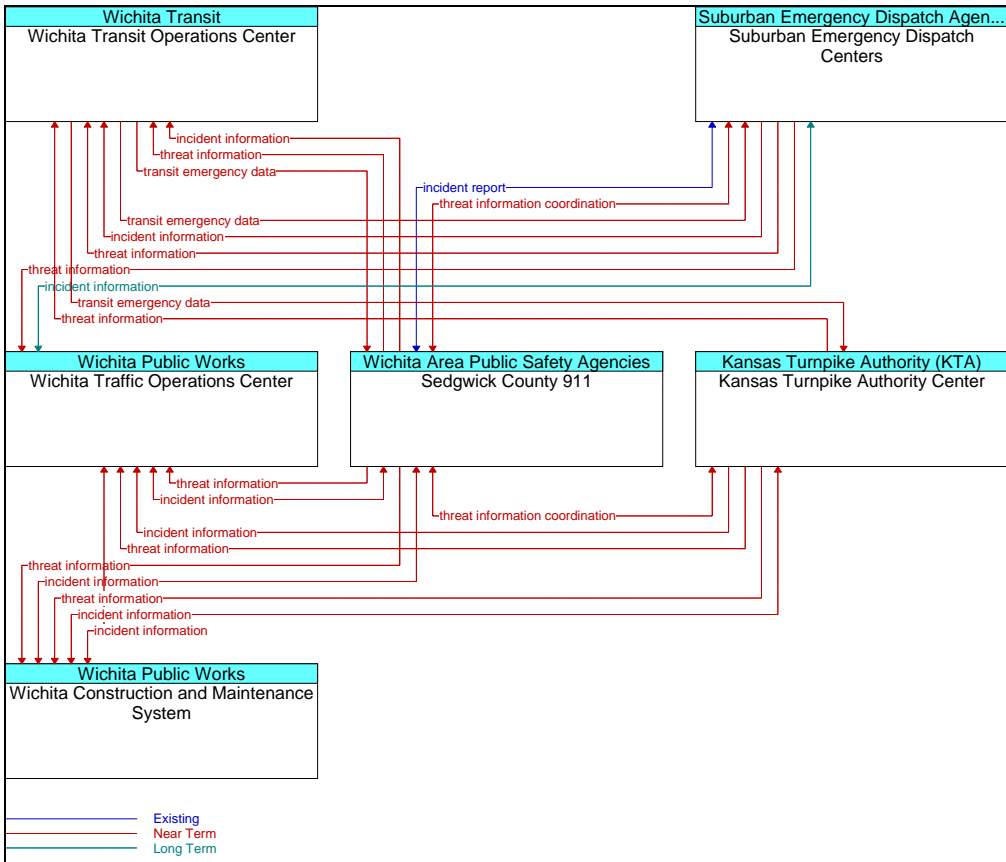 Wichita Transit
Wichita Transit Operations Center
Suburban Emergency Dispatch Agen...
Suburban Emergency Dispatch
Centers
incident information
threat information
transit emergency data
incident report
threat information coordination
transit emergency data
incident information
threat information
threat information
incident information
transit emergency data
threat information
Wichita Public Works
Wichita Traffic Operations Center
Wichita Area Public Safety Agencies
Sedgwick County 911
Kansas Turnpike Authority (KTA)
Kansas Turnpike Authority Center
threat information
incident information
threat information coordination
incident information
threat information
threat information
incident information
threat information
incident information
incident information
Wichita Public Works
Wichita Construction and Maintenance
System
Existing
Near Term
Long Term